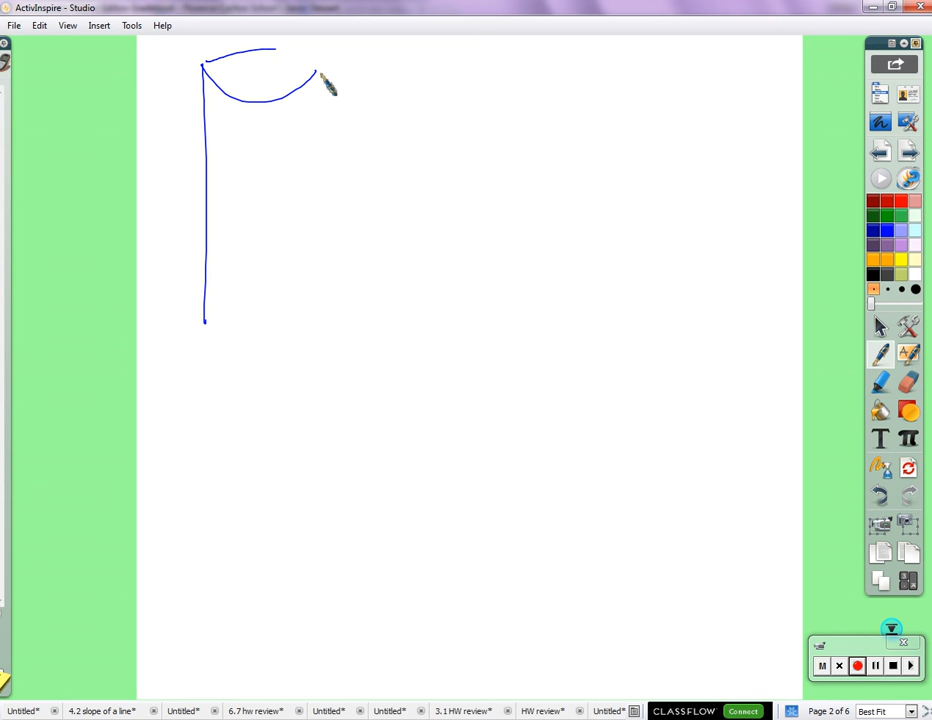 ActivInspire - Studio
File Edit View Insert Tools Help
M
Untitled* 4.2 slope of a line* Untitled* 6.7 hw review* Untitled* Untitled* 3.1 HW review* HW review* Untitled* CLASSFLOW Connect Page 2 of 6 Best Fit